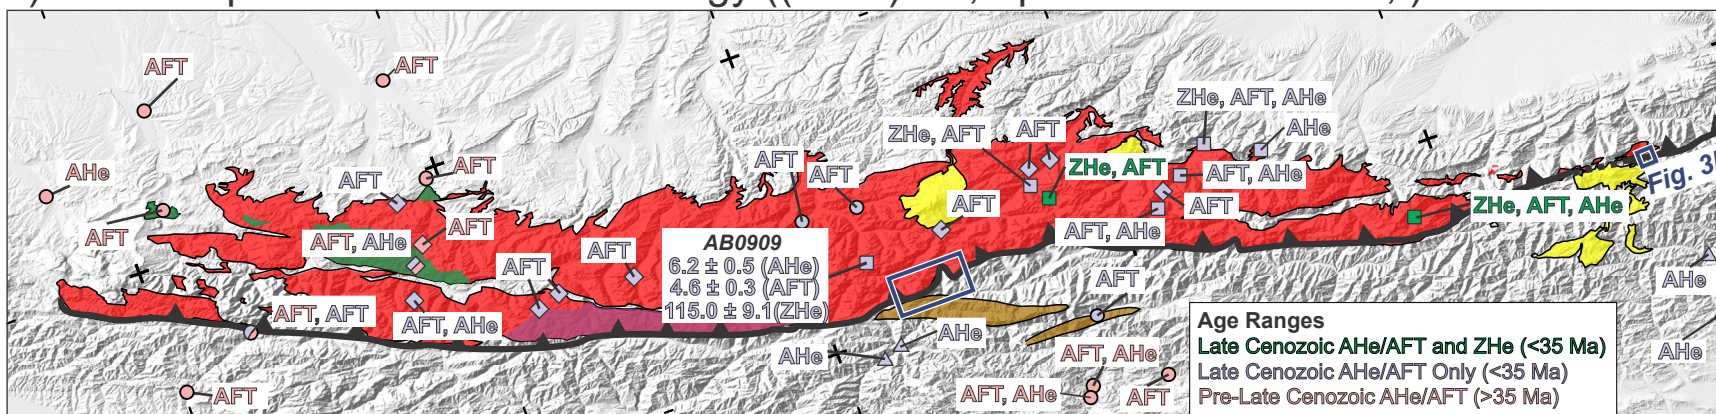 AFT
AFT
ZHe, AFT, AHe
AHe
ZHe, AFT
AFT
AFT
AFT
AFT
ZHe, AFT
AHe
AFT
AFT, AHe
AFT
AFT
AFT
AFT, AHe
AFT
AFT, AHe
ZHe, AFT, AHe
Fig. 3
AFT
AFT
AB0909
6.2 ± 0.5 (AHe)
4.6 ± 0.3 (AFT)
115.0 ± 9.1(ZHe)
AFT
AHe
AFT, AFT
AFT, AHe
AHe
AHe
AFT, AHe
AFT, AHe
AFT
AFT
AHe
Age Ranges
Late Cenozoic AHe/AFT and ZHe (<35 Ma)
Late Cenozoic AHe/AFT Only (<35 Ma)
Pre-Late Cenozoic AHe/AFT (>35 Ma)